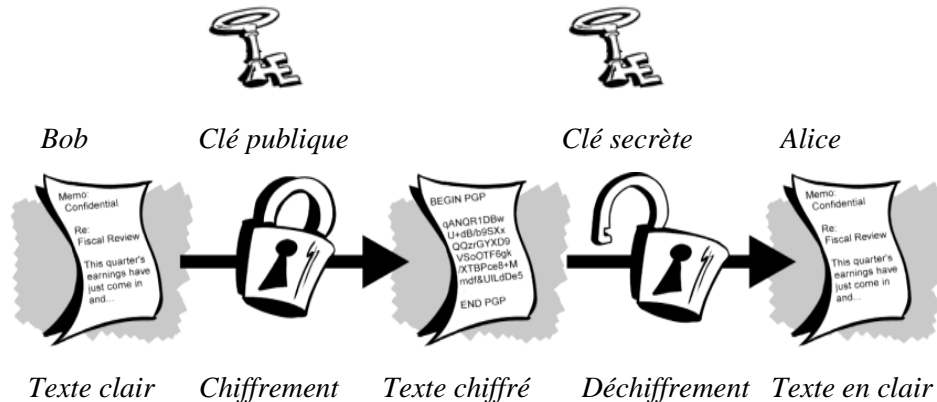 Bob Clé publique Clé secrète Alice
Memo:
Confidential
Re:
Fiscal Review
This quarter's
earnings have
just come in
and...
BEGIN PGP
qANQR1DBw
U+dB/b9SXx
QQzrGYXD9
VSoOTF6gk
/XTBPce8+M
mdf&UILdDe5
END PGP
Memo:
Confidential
Re:
Fiscal Review
This quarter's
earnings have
just come in
and...
Texte clair Chiffrement Texte chiffré Déchiffrement Texte en clair